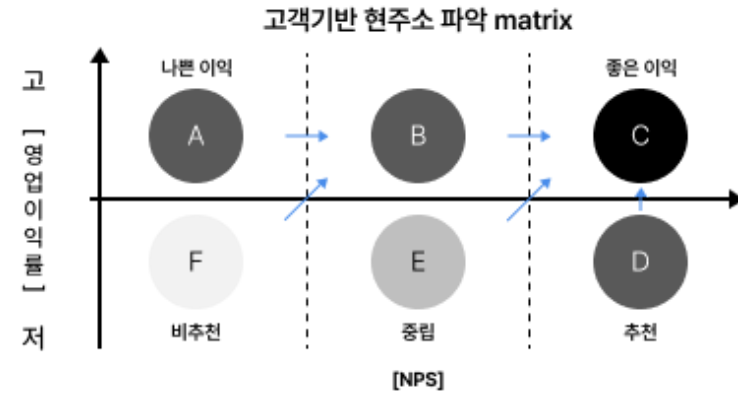 고객기반 현주소 파악 matrix
고
[영업이익률]
저
나쁜 이익
좋은 이익
A
B
C
F
E
D
비추천
중립
추천
[NPS]